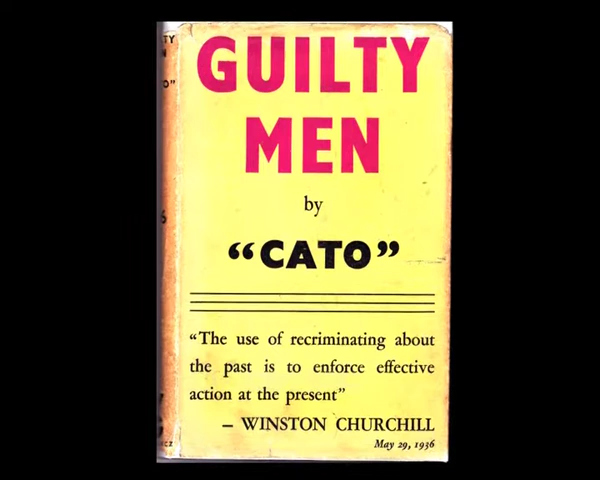 GUILTY
MEN
by
“CATO”
“The use of recriminating about
the past is to enforce effective
action at the present”
– WINSTON CHURCHILL
May 29, 1936